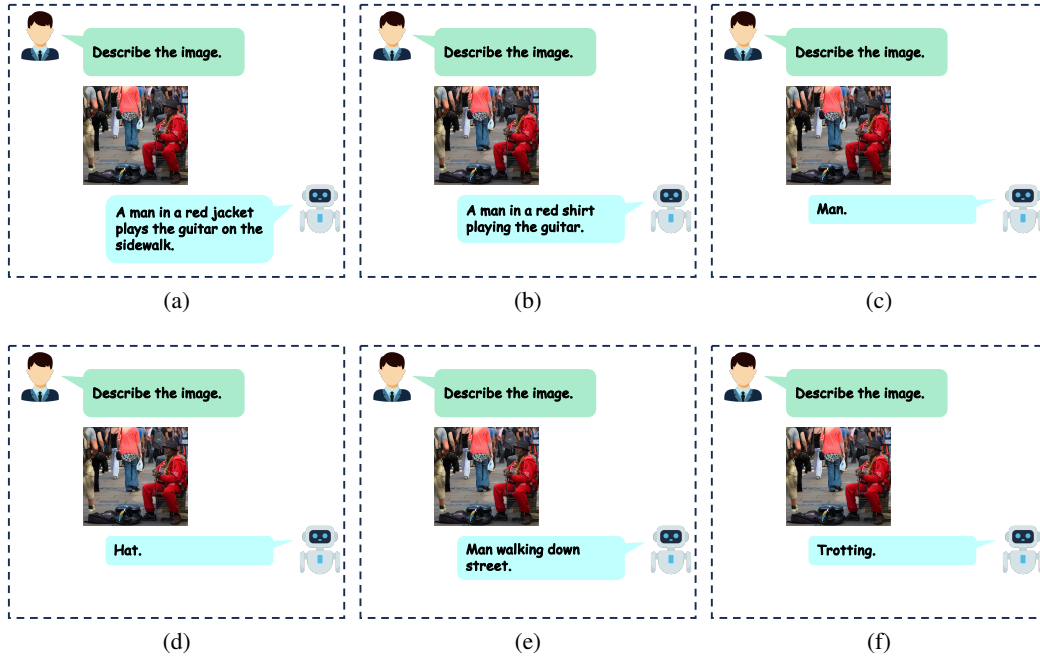 Describe the image.
A man in a red jacket
plays the guitar on the
sidewalk.
(a)
Describe the image.
A man in a red shirt
playing the guitar.
(b)
Describe the image.
Man.
(c)
Describe the image.
Hat.
(d)
Describe the image.
Man walking down
street.
(e)
Describe the image.
Trotting.
(f)